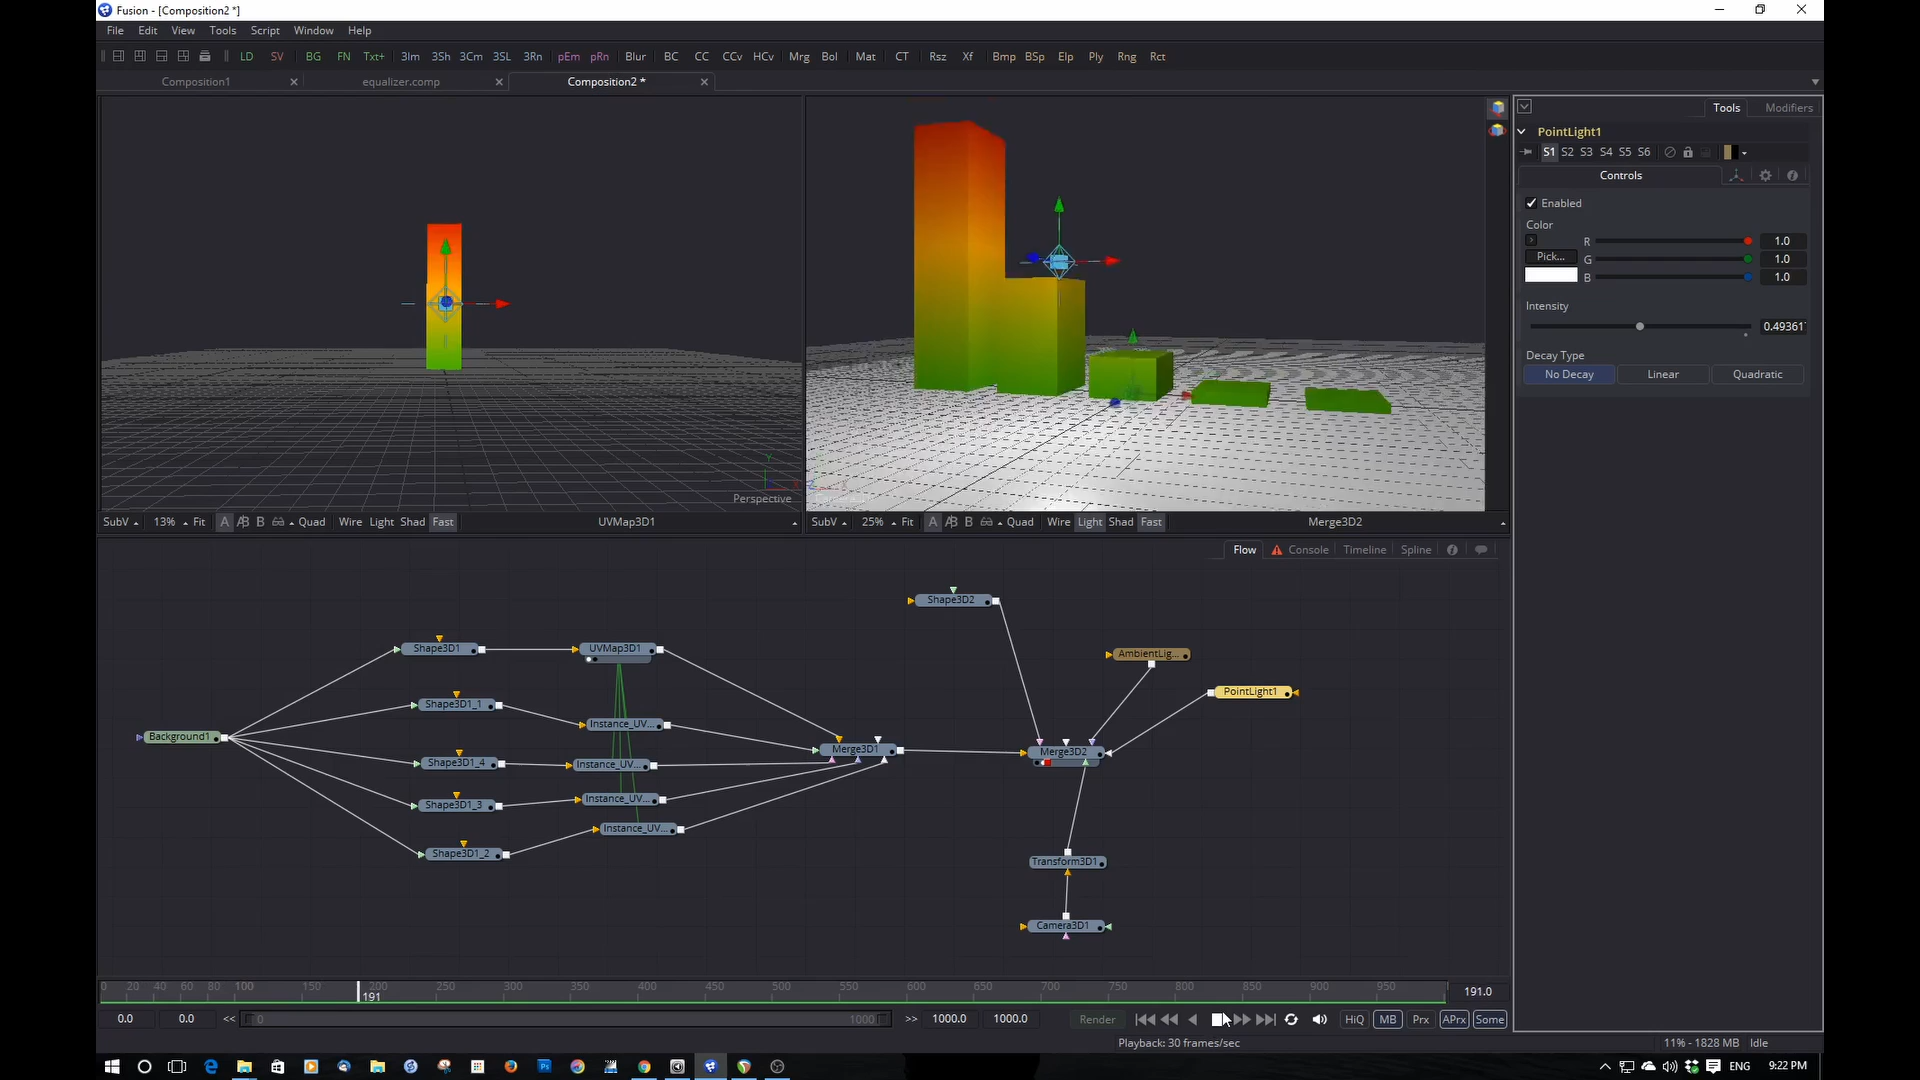 Fusion - [Composition2 *]
File Edit View Tools Script Window Help
LD SV BG FN Txt+ 3Im 3Sh 3Cm 3SL 3Rn pEm pRn Blur BC CC CCv HCv Mrg Bol Mat CT Rsz Xf Bmp BSp Elp Ply Rng Rct
Composition1 equalizer.comp Composition2 *
Tools Modifiers
PointLight1
S1 S2 S3 S4 S5 S6
Controls
Enabled
Color
R 1.0
Pick... G 1.0
B 1.0
Intensity
0.49361
Decay Type
No Decay Linear Quadratic
Perspective
SubV 13% Fit A A|B B Quad Wire Light Shad Fast UVMap3D1
SubV 25% Fit A A|B B Quad Wire Light Shad Fast Merge3D2
Flow Console Timeline Spline
Shape3D2
Shape3D1 UVMap3D1 AmbientLig...
PointLight1
Shape3D1_1 Instance_UV...
Background1 Merge3D1 Merge3D2
Shape3D1_4 Instance_UV...
Shape3D1_3 Instance_UV...
Instance_UV...
Shape3D1_2 Transform3D1
Camera3D1
0 20 40 60 80 100 150 200 250 300 350 400 450 500 550 600 650 700 750 800 850 900 950
191 191.0
0.0 0.0 << 0 1000 >> 1000.0 1000.0 Render HiQ MB Prx APrx Some
Playback: 30 frames/sec 11% - 1828 MB Idle
ENG 9:22 PM